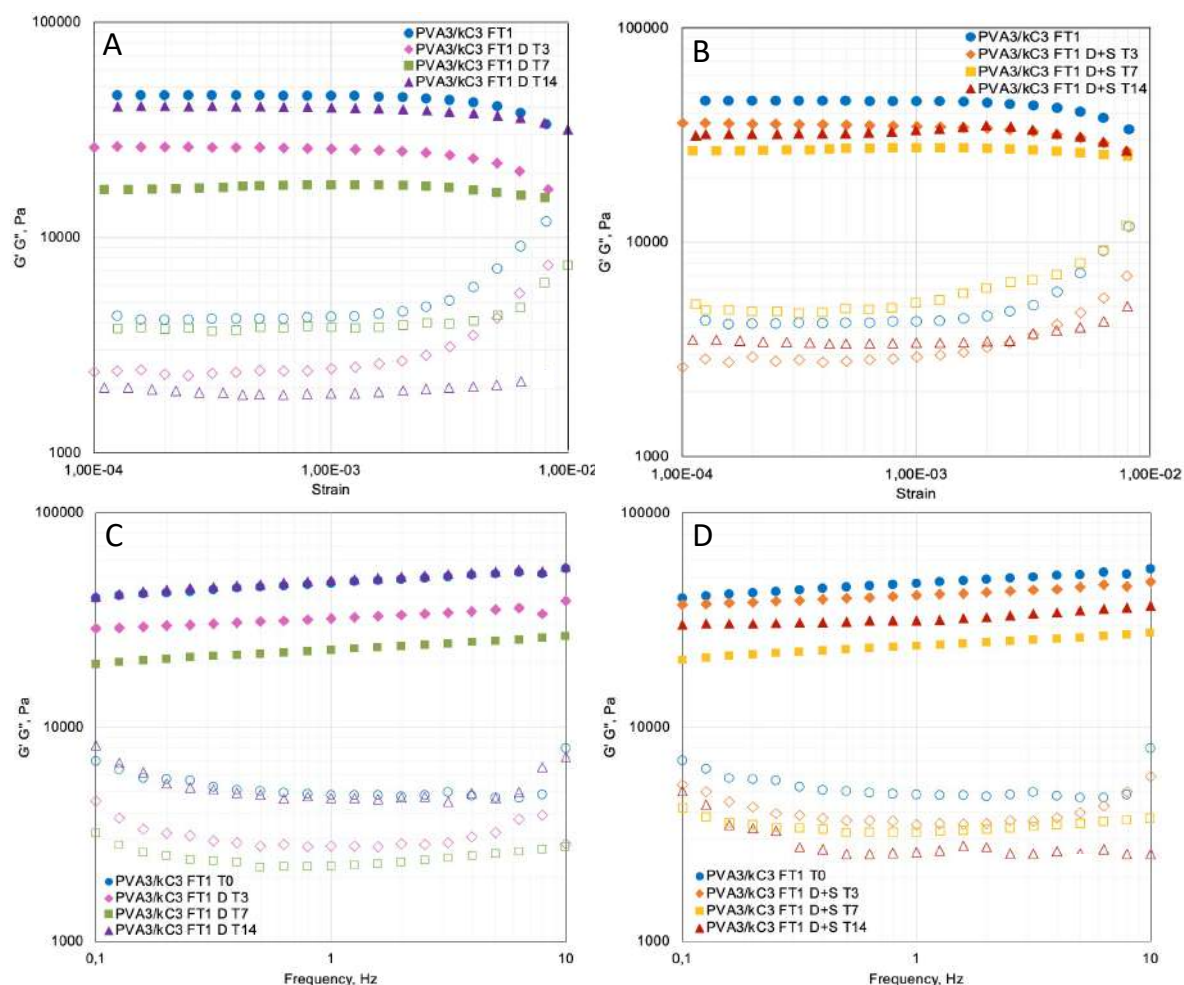 A
100000
PVA3/kC3 FT1
PVA3/kC3 FT1 D T3
PVA3/kC3 FT1 D T7
PVA3/kC3 FT1 D T14
10000
G' G", Pa
1000
1,00E-04
1,00E-03
1,00E-02
Strain
B
100000
PVA3/kC3 FT1
PVA3/kC3 FT1 D+S T3
PVA3/kC3 FT1 D+S T7
PVA3/kC3 FT1 D+S T14
10000
G' G", Pa
1000
1,00E-04
1,00E-03
1,00E-02
Strain
C
100000
10000
G' G", Pa
PVA3/kC3 FT1 T0
PVA3/kC3 FT1 D T3
PVA3/kC3 FT1 D T7
PVA3/kC3 FT1 D T14
1000
0,1
1
10
Frequency, Hz
D
100000
10000
G' G", Pa
PVA3/kC3 FT1 T0
PVA3/kC3 FT1 D+S T3
PVA3/kC3 FT1 D+S T7
PVA3/kC3 FT1 D+S T14
1000
0,1
1
10
Frequency, Hz